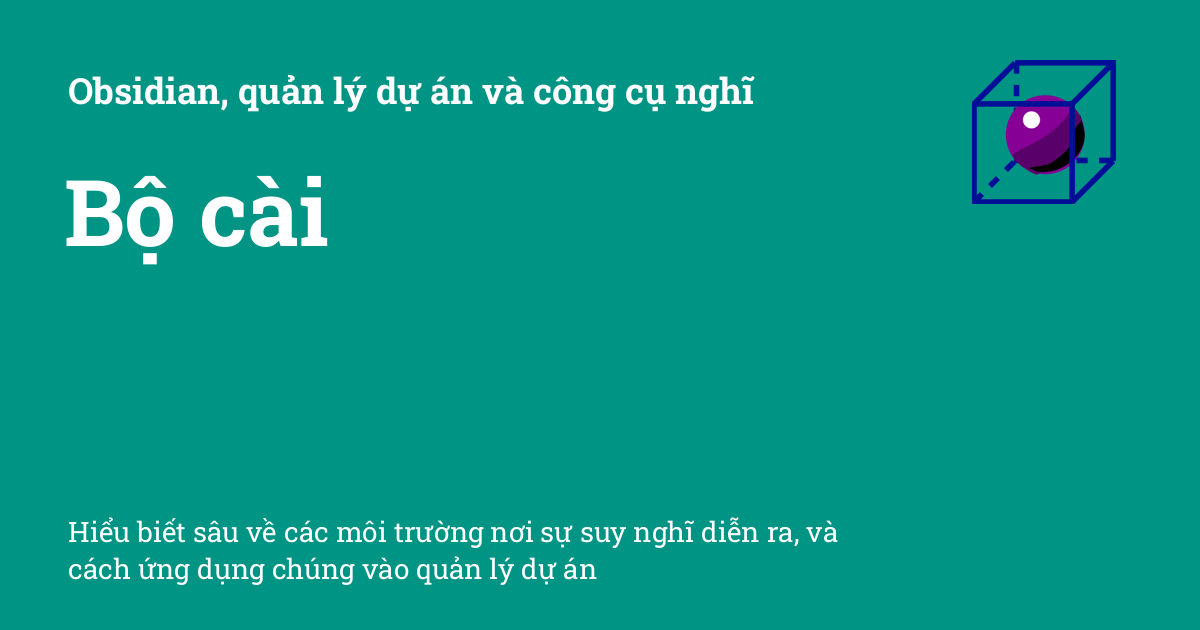 Obsidian, quản lý dự án và công cụ nghĩ
Bộ cài
Hiểu biết sâu về các môi trường nơi sự suy nghĩ diễn ra, và
cách ứng dụng chúng vào quản lý dự án